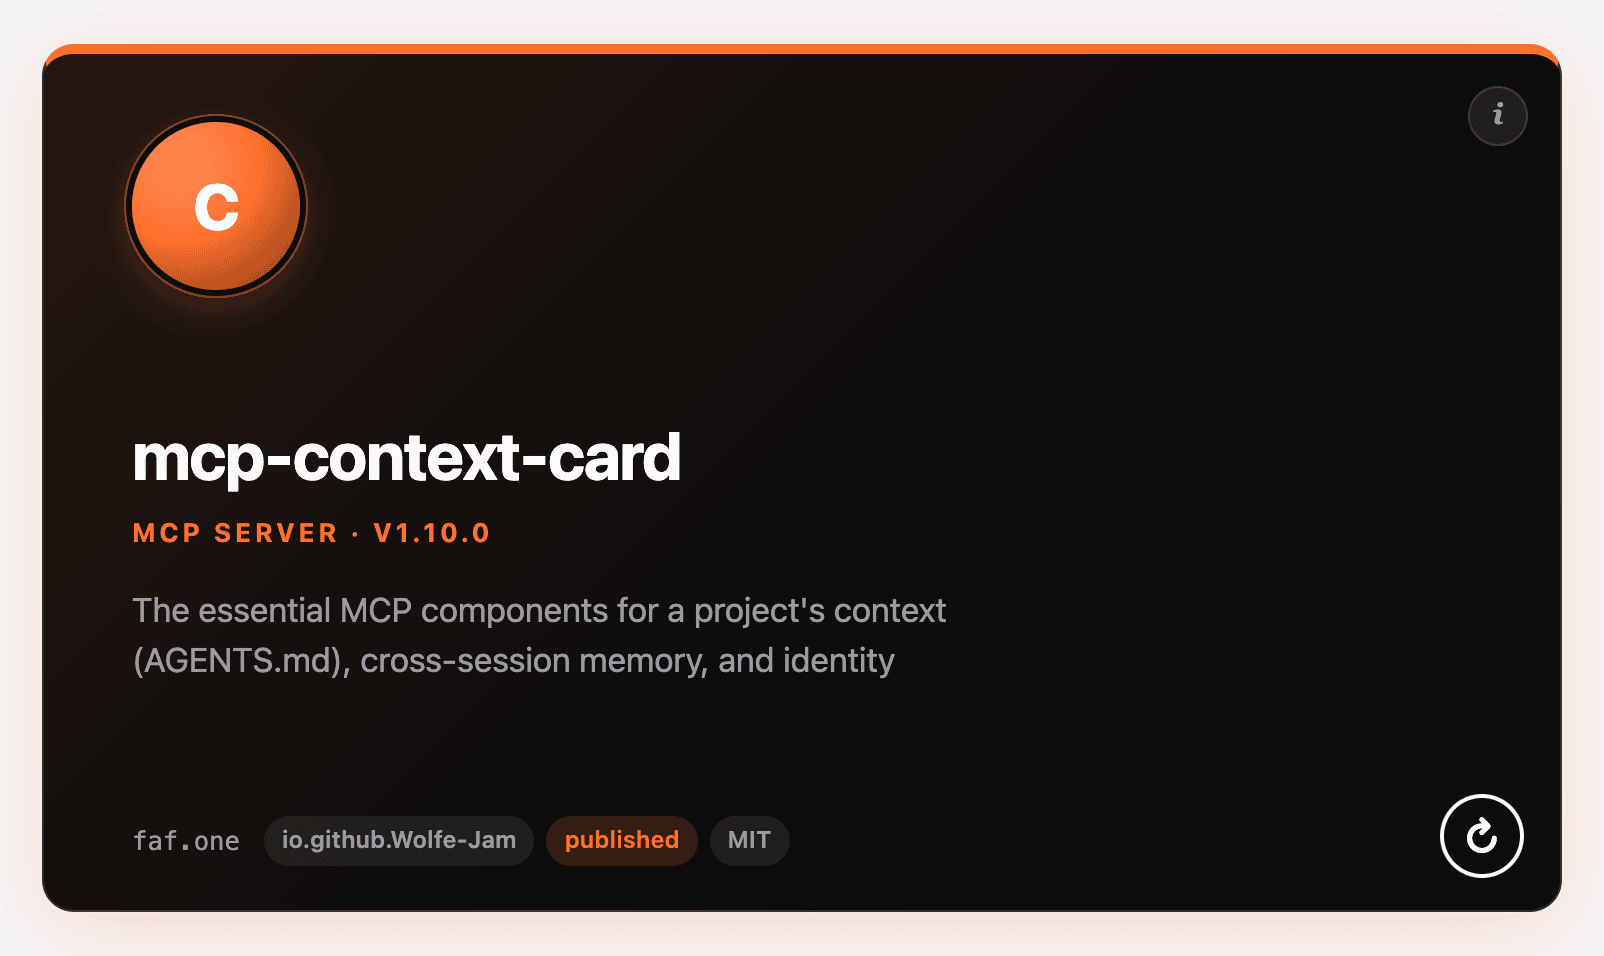 i
C
mcp-context-card
MCP SERVER · V1.10.0
The essential MCP components for a project's context
(AGENTS.md), cross-session memory, and identity
faf.one io.github.Wolfe-Jam published MIT